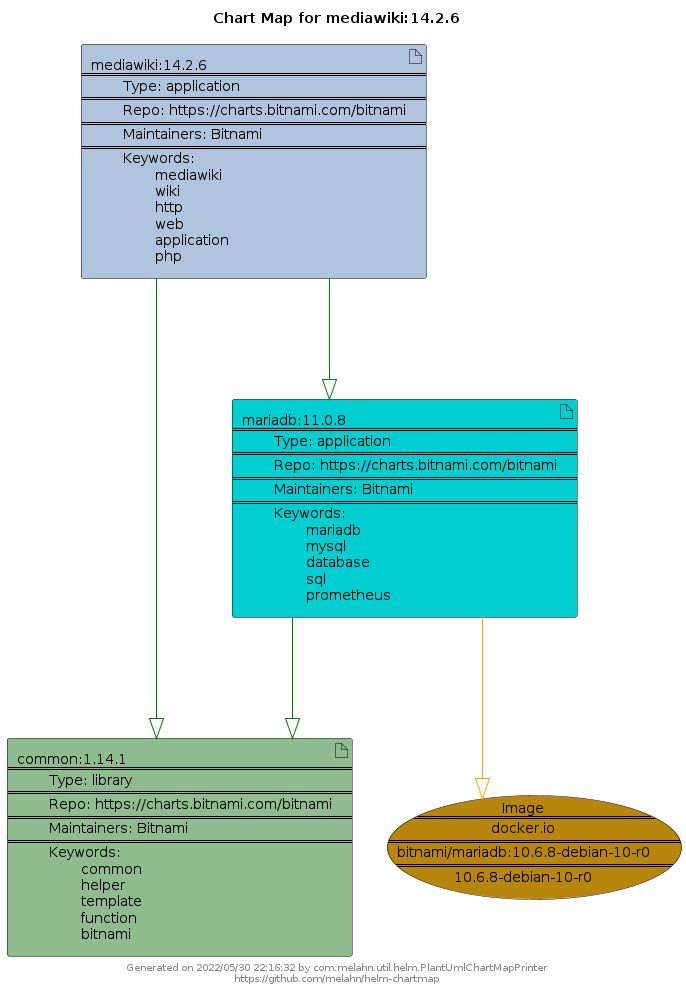 Chart Map for mediawiki:14.2.6
mediawiki:14.2.6
Type: application
Repo: https://charts.bitnami.com/bitnami
Maintainers: Bitnami
Keywords:
mediawiki
wiki
http
web
application
php
mariadb:11.0.8
Type: application
Repo: https://charts.bitnami.com/bitnami
Maintainers: Bitnami
Keywords:
mariadb
mysql
database
sql
prometheus
common:1.14.1
Type: library
Repo: https://charts.bitnami.com/bitnami
Maintainers: Bitnami
Keywords:
common
helper
template
function
bitnami
Image
docker.io
bitnami/mariadb:10.6.8-debian-10-r0
10.6.8-debian-10-r0
Generated on 2022/05/30 22:16:32 by com.melahn.util.helm.PlantUmlChartMapPrinter
https://github.com/melahn/helm-chartmap